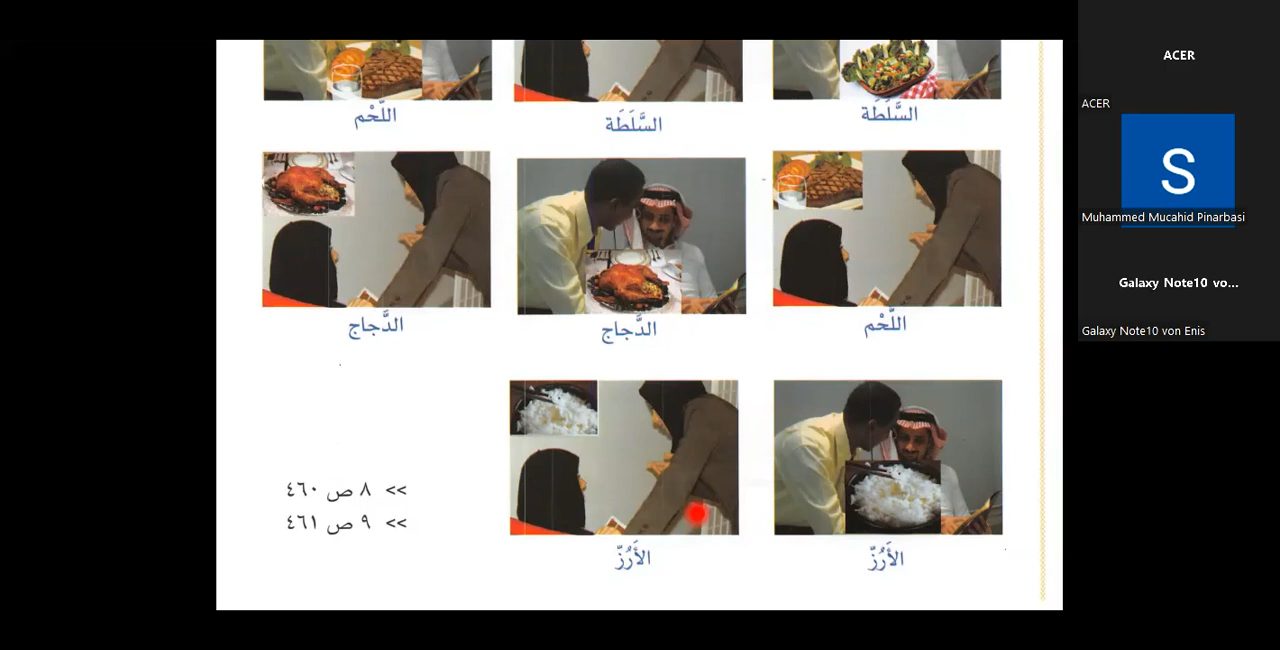 السَّلَطَة
السَّلَطَة
اللَّحْم
اللَّحْم
الدَّجاج
الدَّجاج
الأَرُزّ
الأَرُزّ
>> ٨ ص ٤٦٠
>> ٩ ص ٤٦١
ACER
ACER
S
Muhammed Mucahid Pinarbasi
Galaxy Note10 vo...
Galaxy Note10 von Enis